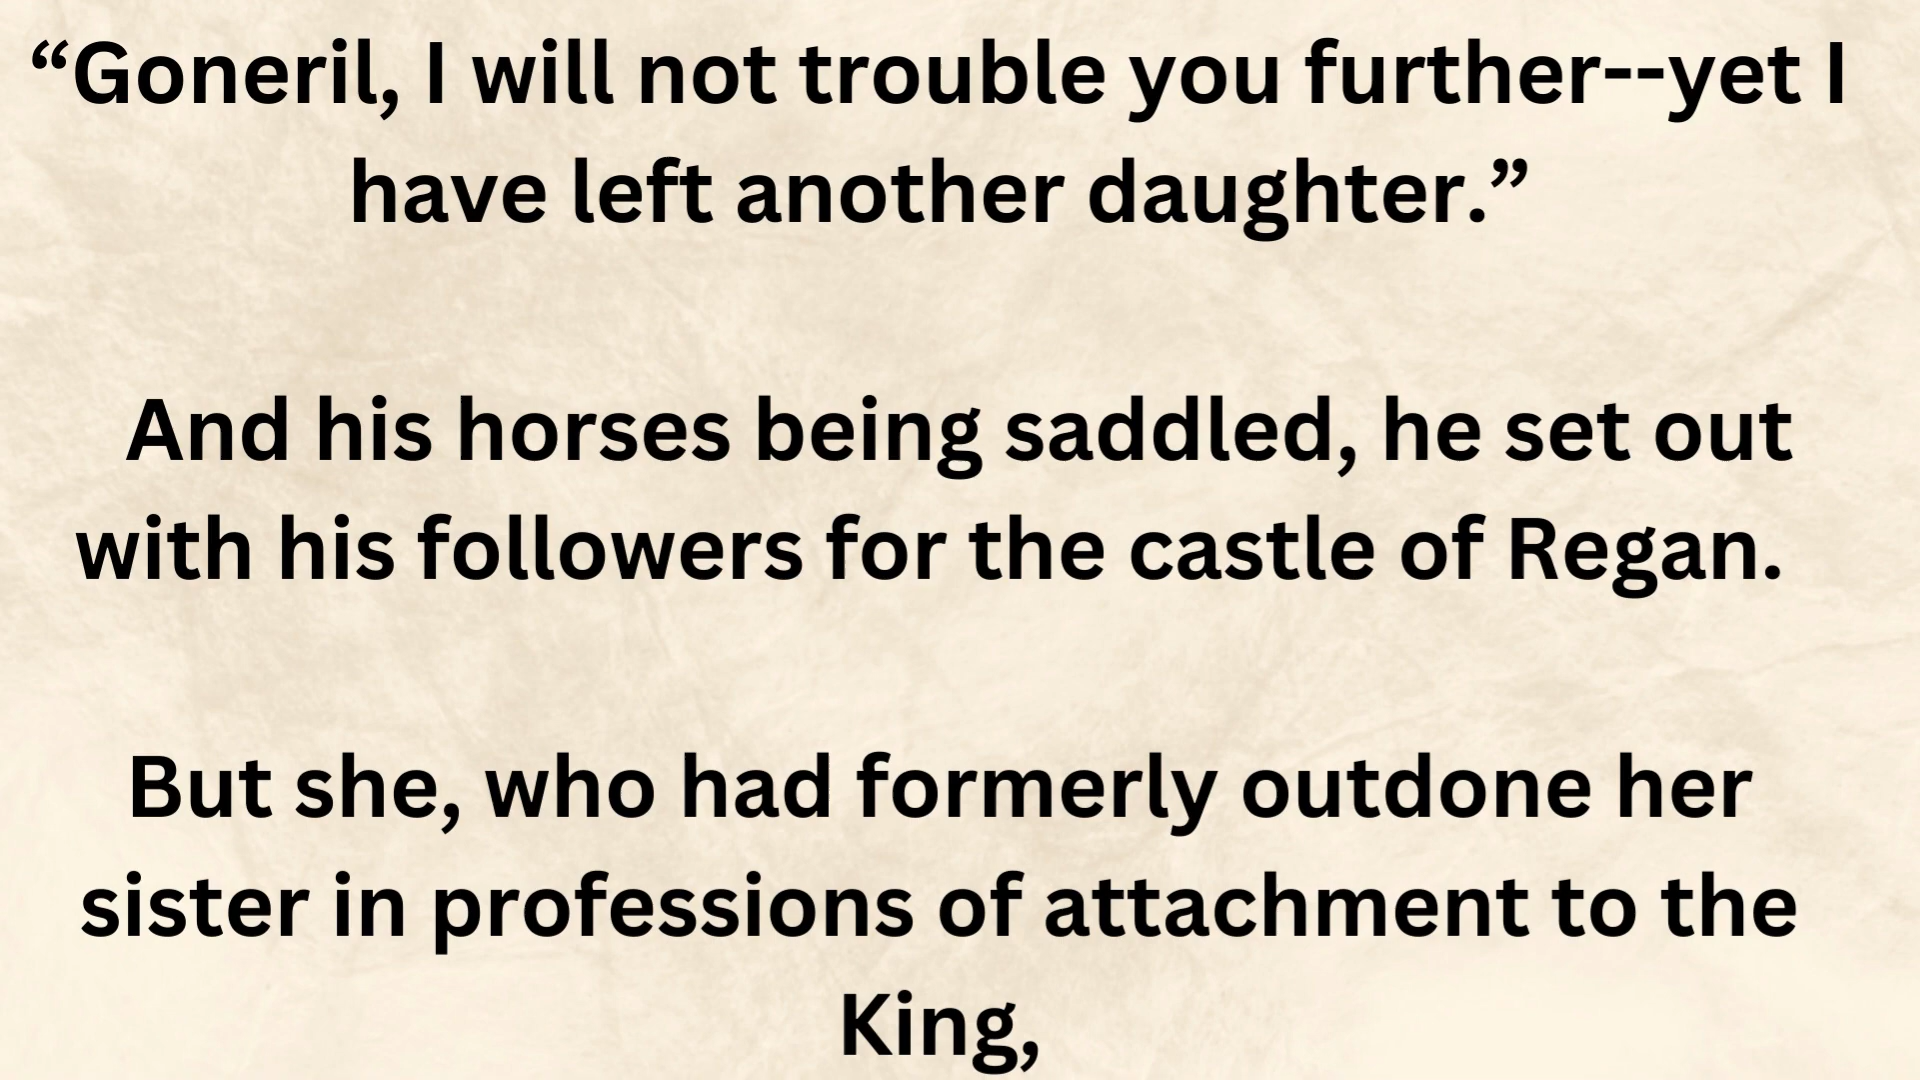 “Goneril, I will not trouble you further--yet I
have left another daughter.”
And his horses being saddled, he set out
with his followers for the castle of Regan.
But she, who had formerly outdone her
sister in professions of attachment to the
King,